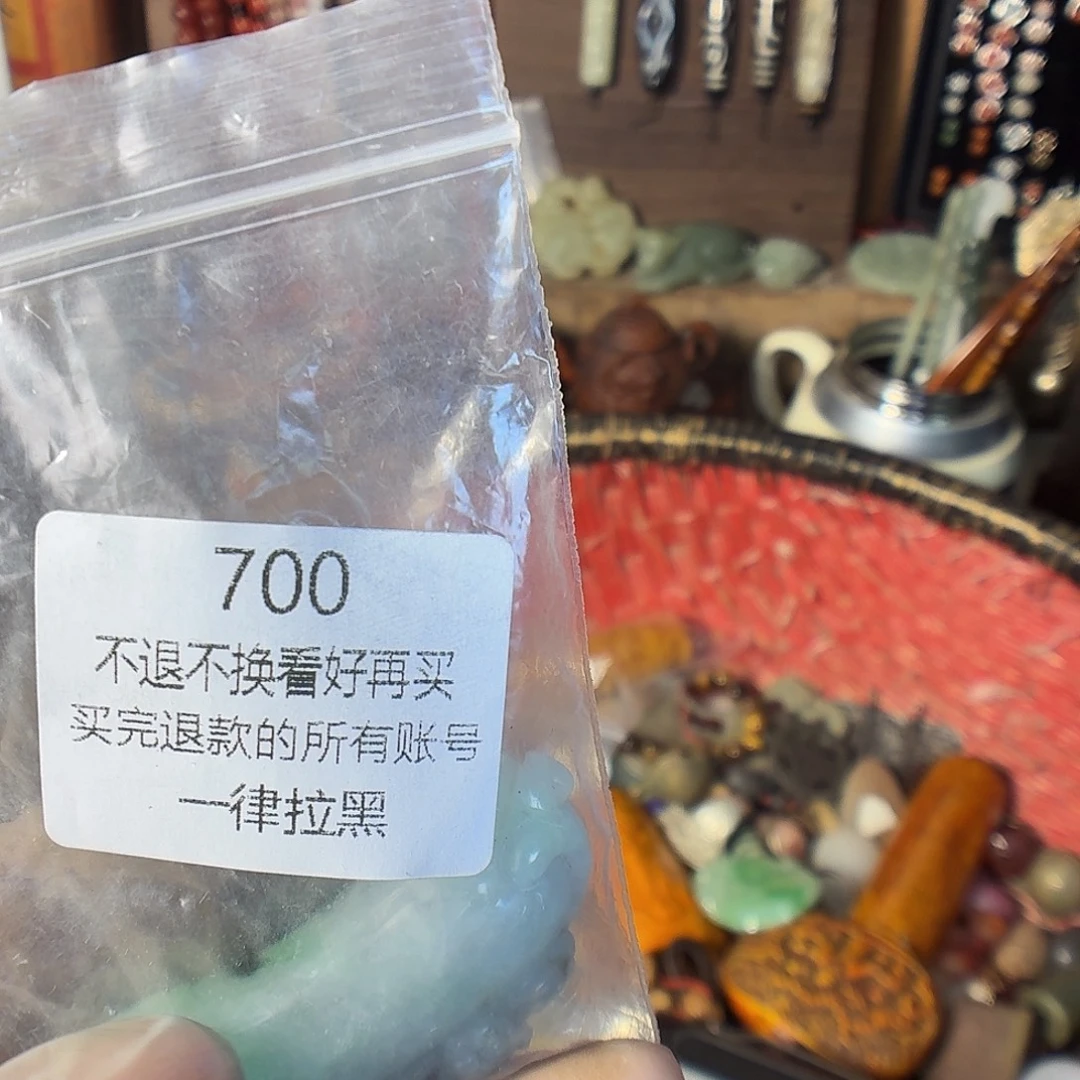 700
不退不换看好再买
买完退款的所有账号
一律拉黑